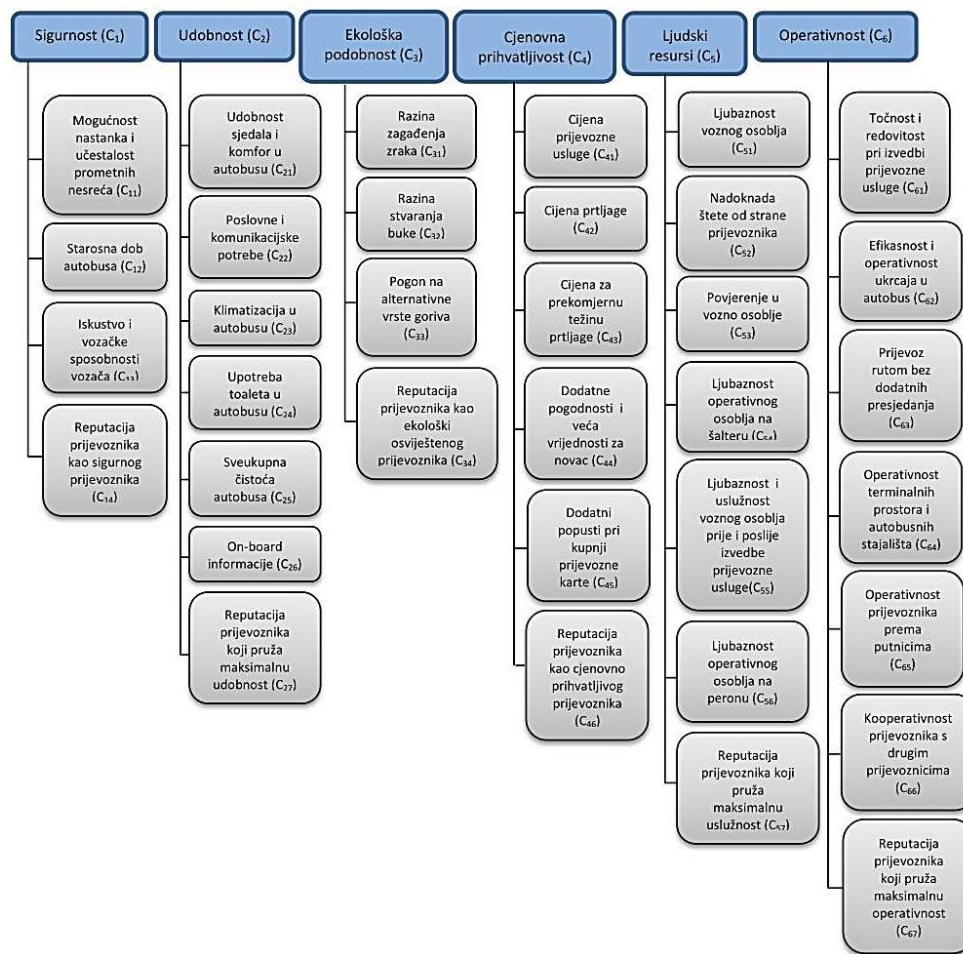 Sigurnost (C₁)
Mogućnost
nastanka i
učestalost
prometnih
nesreća (C₁₁)
Starosna dob
autobusa (C₁₂)
Iskustvo i
vozačke
sposobnosti
vozača (C₁₃)
Reputacija
prijevoznika
kao sigurnog
prijevoznika
(C₁₄)
Udobnost (C₂)
Udobnost
sjedala i
komfor u
autobusu (C₂₁)
Poslovne i
komunikacijske
potrebe (C₂₂)
Klimatizacija u
autobusu (C₂₃)
Upotreba
toaleta u
autobusu (C₂₄)
Sveukupna
čistoća
autobusa (C₂₅)
On-board
informacije (C₂₆)
Reputacija
prijevoznika
koji pruža
maksimalnu
udobnost (C₂₇)
Ekološka
podobnost (C₃)
Razina
zagađenja
zraka (C₃₁)
Razina
stvaranja
buke (C₃₂)
Pogon na
alternativne
vrste goriva
(C₃₃)
Reputacija
prijevoznika kao
ekološki
osviještenog
prijevoznika (C₃₄)
Cjenovna
prihvatljivost (C₄)
Cijena
prijevozne
usluge (C₄₁)
Cijena prtljage
(C₄₂)
Cijena za
prekomjernu
težinu
prtljage (C₄₃)
Dodatne
pogodnosti i
veća
vrijednosti za
novac (C₄₄)
Dodatni
popusti pri
kupnji
prijevozne
karte (C₄₅)
Reputacija
prijevoznika
kao cjenovno
prihvatljivog
prijevoznika
(C₄₆)
Ljudski
resursi (C₅)
Ljubaznost
voznog osoblja
(C₅₁)
Nadoknada
štete od strane
prijevoznika
(C₅₂)
Povjerenje u
vozno osoblje
(C₅₃)
Ljubaznost
operativnog
osoblja na
šalteru (C₅₄)
Ljubaznost i
uslužnost
voznog osoblja
prije i poslije
izvedbe
prijevozne
usluge(C₅₅)
Ljubaznost
operativnog
osoblja na
peronu (C₅₆)
Reputacija
prijevoznika koji
pruža
maksimalnu
uslužnost (C₅₇)
Operativnost (C₆)
Točnost i
redovitost
pri izvedbi
prijevozne
usluge (C₆₁)
Efikasnost i
operativnost
ukrcaja u
autobus (C₆₂)
Prijevoz
rutom bez
dodatnih
presjedanja
(C₆₃)
Operativnost
terminalnih
prostora i
autobusnih
stajališta (C₆₄)
Operativnost
prijevoznika
prema
putnicima
(C₆₅)
Kooperativnost
prijevoznika s
drugim
prijevoznicima
(C₆₆)
Reputacija
prijevoznika
koji pruža
maksimalnu
operativnost
(C₆₇)